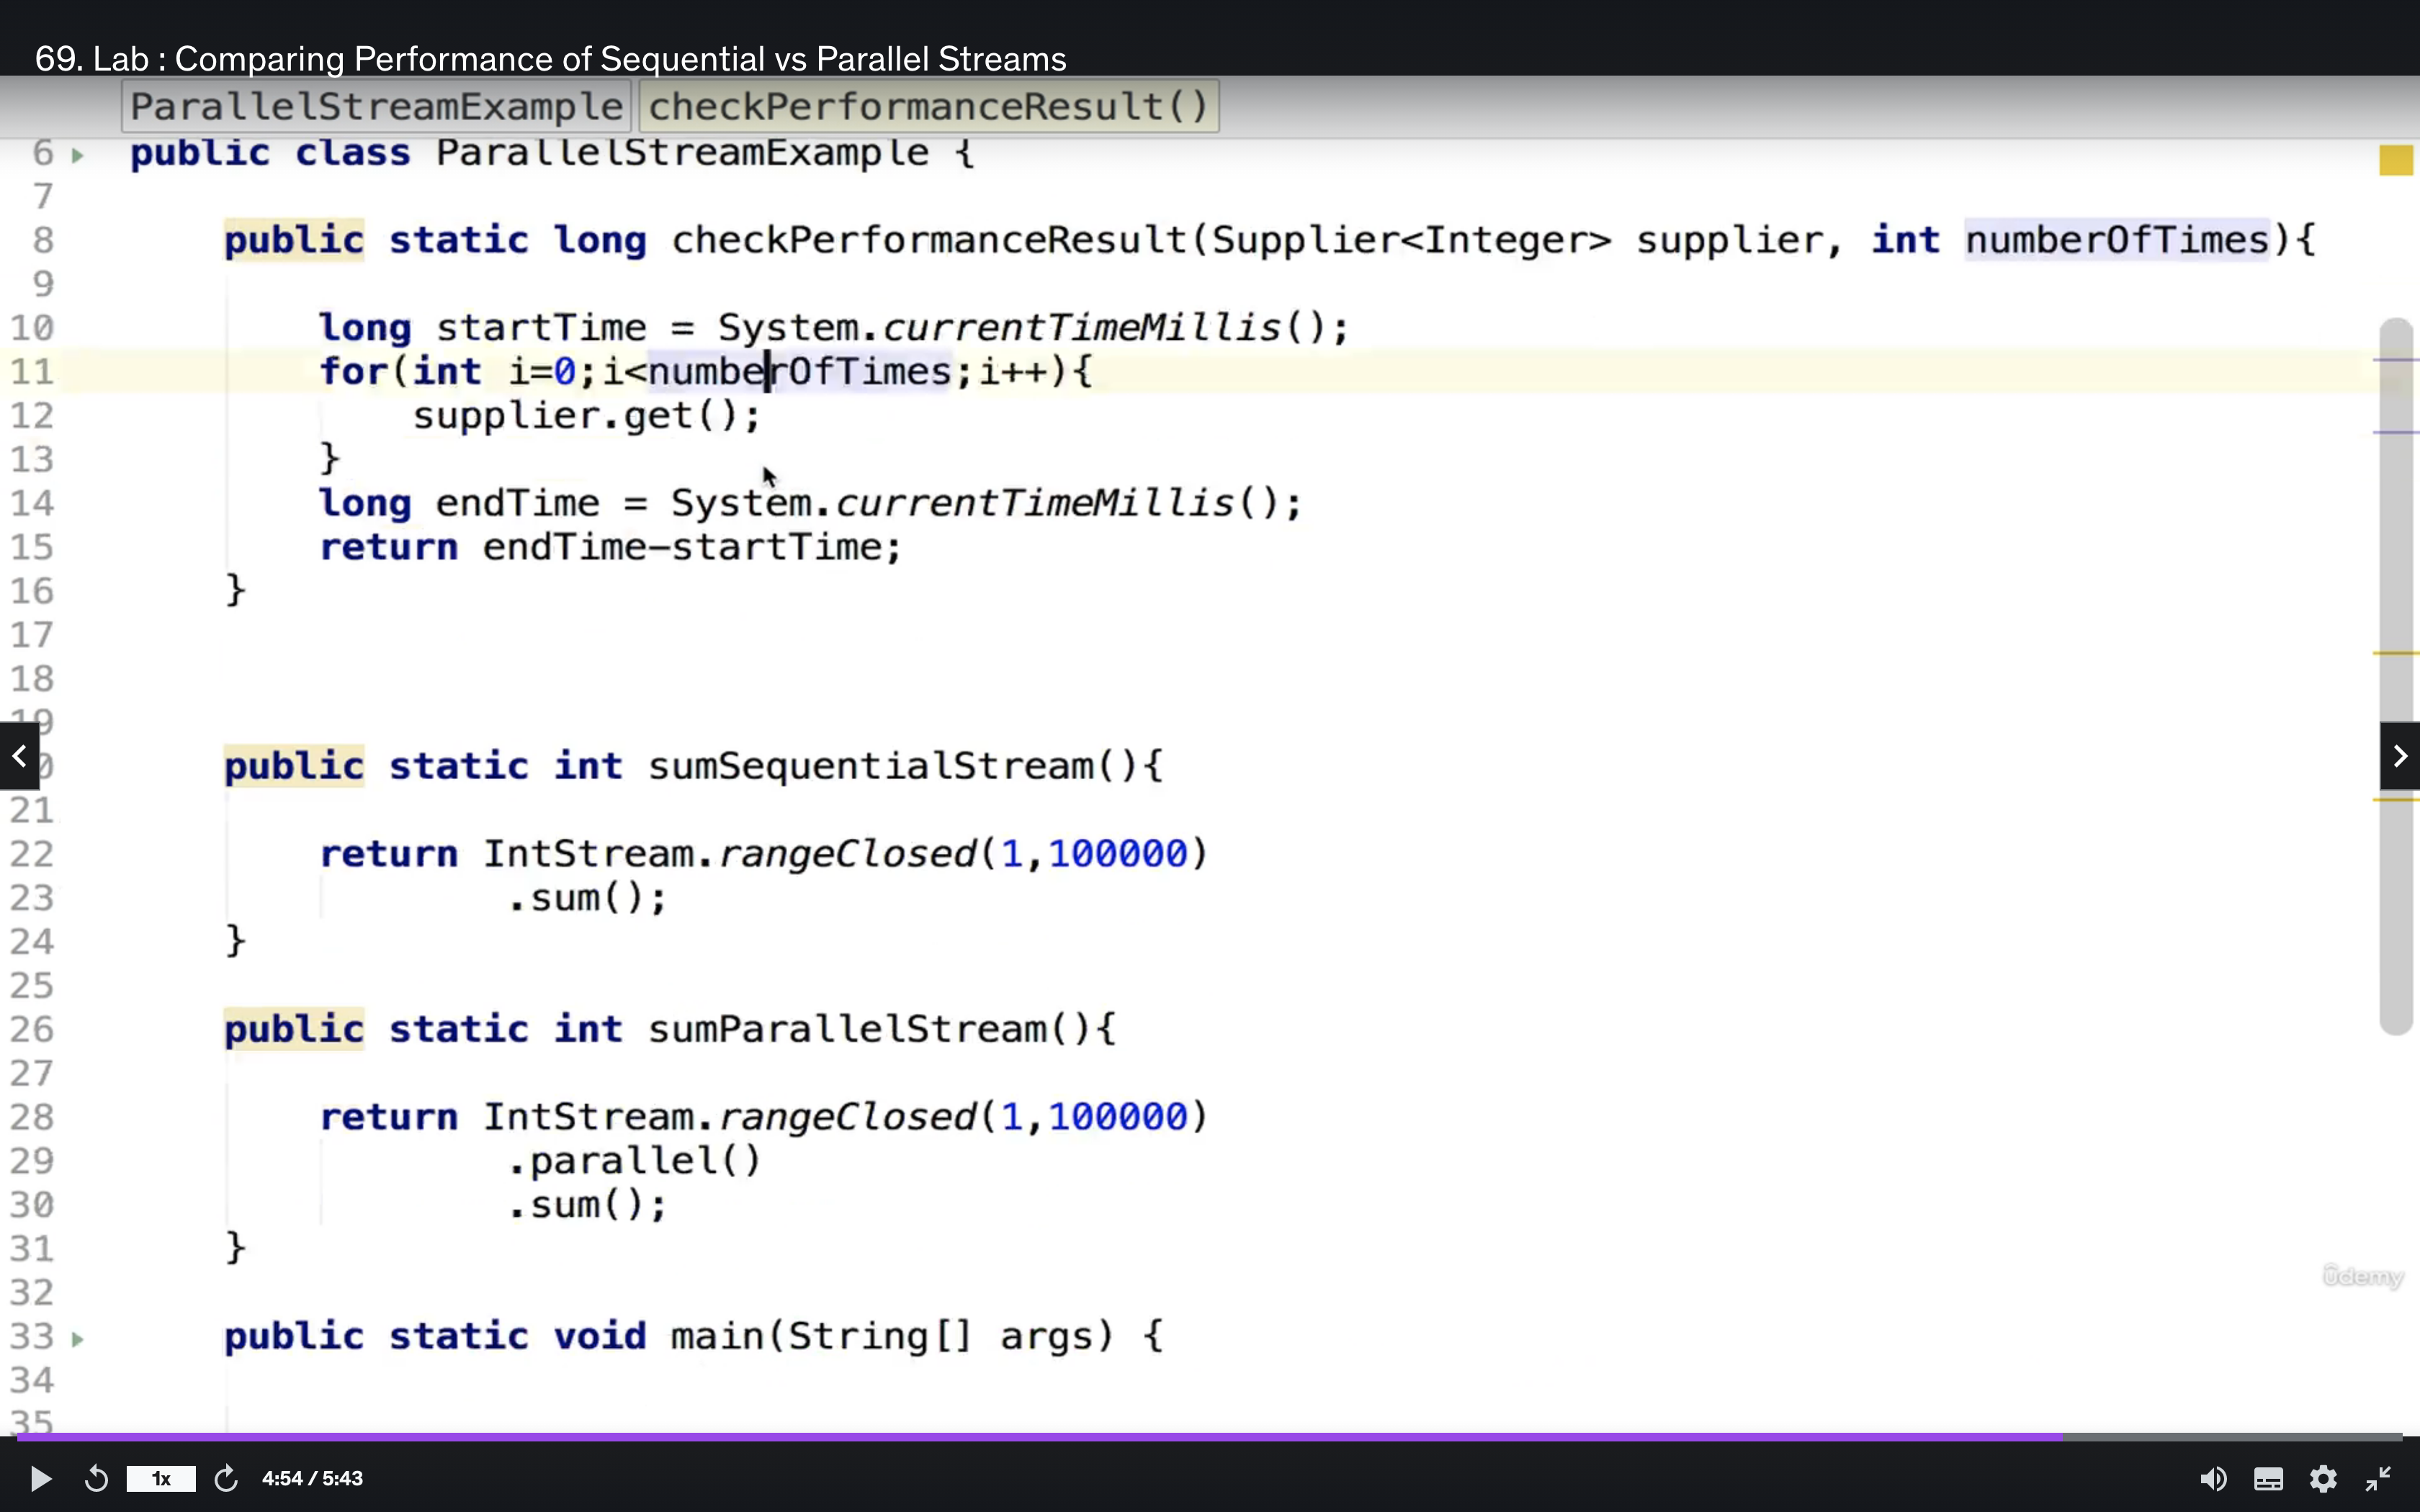 69. Lab : Comparing Performance of Sequential vs Parallel Streams
ParallelStreamExample checkPerformanceResult()
6 public class ParallelStreamExample {
7
8 public static long checkPerformanceResult(Supplier<Integer> supplier, int numberOfTimes){
9
10 long startTime = System.currentTimeMillis();
11 for(int i=0;i<numberOfTimes;i++){
12 supplier.get();
13 }
14 long endTime = System.currentTimeMillis();
15 return endTime-startTime;
16 }
17
18
19
0 public static int sumSequentialStream(){
21
22 return IntStream.rangeClosed(1,100000)
23 .sum();
24 }
25
26 public static int sumParallelStream(){
27
28 return IntStream.rangeClosed(1,100000)
29 .parallel()
30 .sum();
31 }
32
33 public static void main(String[] args) {
34
35
ûdemy
1x 4:54 / 5:43